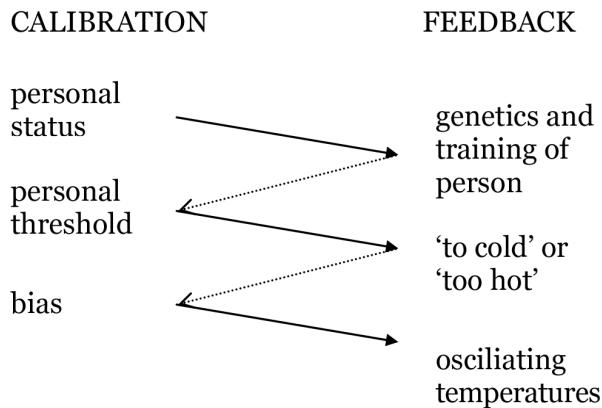 CALIBRATION
FEEDBACK
personal
status
genetics and
training of
person
personal
threshold
‘to cold’ or
‘too hot’
bias
osciliating
temperatures